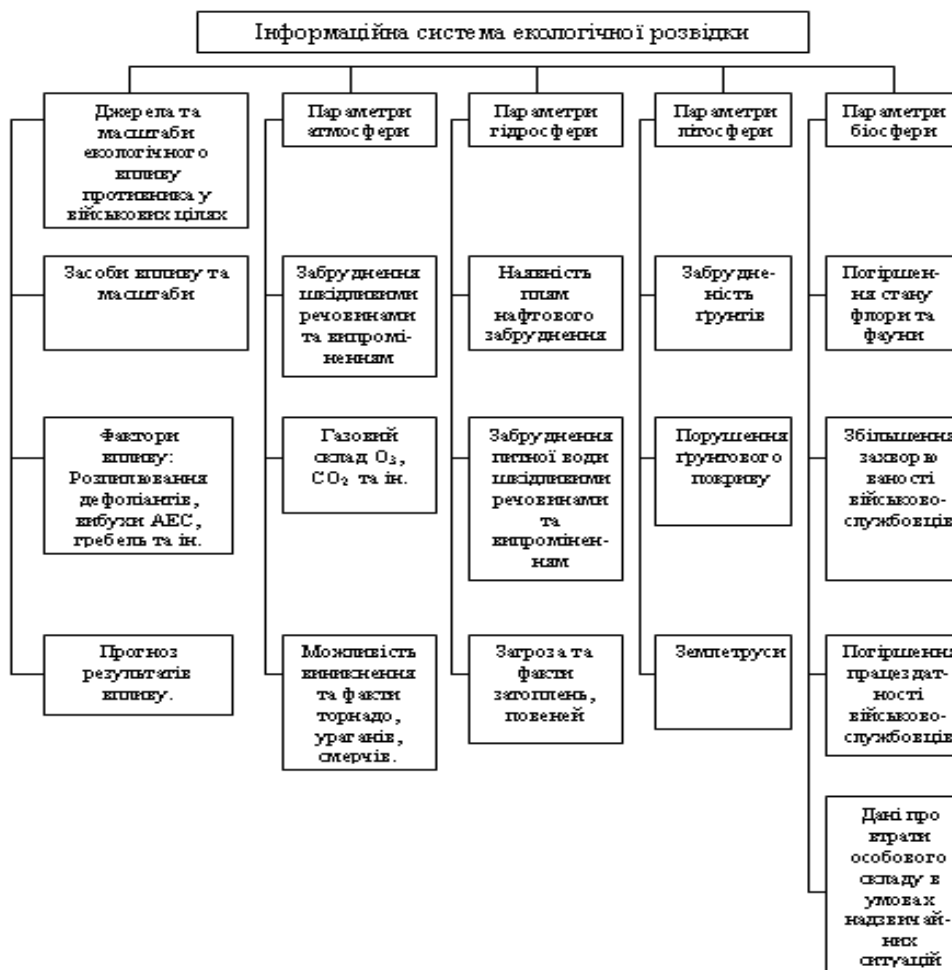 Інформаційна система екологічної розвідки
Джерела та
масштаби
екологічного
впливу
противника у
військових цілях
Параметри
атмосфери
Параметри
гідросфери
Параметри
літосфери
Параметри
біосфери
Засоби впливу та
масштаби
Забруднення
шкідливими
речовинами
та випромі-
ненням
Наявність
плям
нафтового
забруднення
Забрудне-
ність
ґрунтів
Погіршен-
ня стану
флори та
фауни
Фактори
впливу:
Розпилювання
дефоліантів,
вибухи АЕС,
гребель та ін.
Газовий
склад O₃,
CO₂ та ін.
Забруднення
питної води
шкідливими
речовинами
та
випромінен-
ням
Порушення
ґрунтового
покриву
Збільшення
захворю
ваності
військово-
службовців
Прогноз
результатів
впливу.
Можливість
виникнення
та факти
торнадо,
ураганів,
смерчів.
Загроза та
факти
затоплень,
повеней
Землетруси
Погіршення
працездат-
ності
військово-
службовців
Дані про
втрати
особового
складу в
умовах
надзвичай-
них
ситуацій